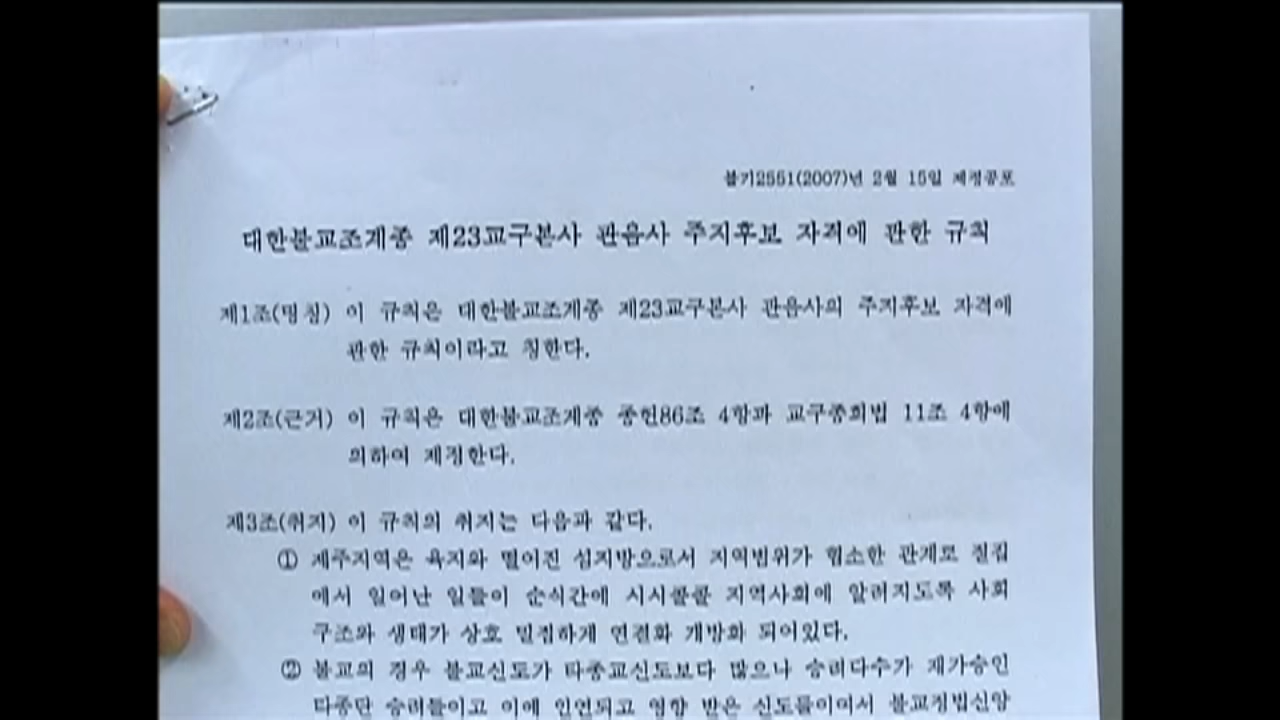 불기2551(2007)년 2월 15일 제정공포
대한불교조계종 제23교구본사 관음사 주지후보 자격에 관한 규칙
제1조(명칭) 이 규칙은 대한불교조계종 제23교구본사 관음사의 주지후보 자격에
관한 규칙이라고 칭한다.
제2조(근거) 이 규칙은 대한불교조계종 종헌86조 4항과 교구종회법 11조 4항에
의하여 제정한다.
제3조(취지) 이 규칙의 취지는 다음과 같다.
① 제주지역은 육지와 떨어진 섬지방으로서 지역범위가 협소한 관계로 절집
에서 일어난 일들이 순식간에 시시콜콜 지역사회에 알려지도록 사회
구조와 생태가 상호 밀접하게 연결화 개방화 되어있다.
② 불교의 경우 불교신도가 타종교신도보다 많으나 승려다수가 재가승인
타종단 승려들이고 이에 인연되고 영향 받은 신도들이어서 불교정법신앙